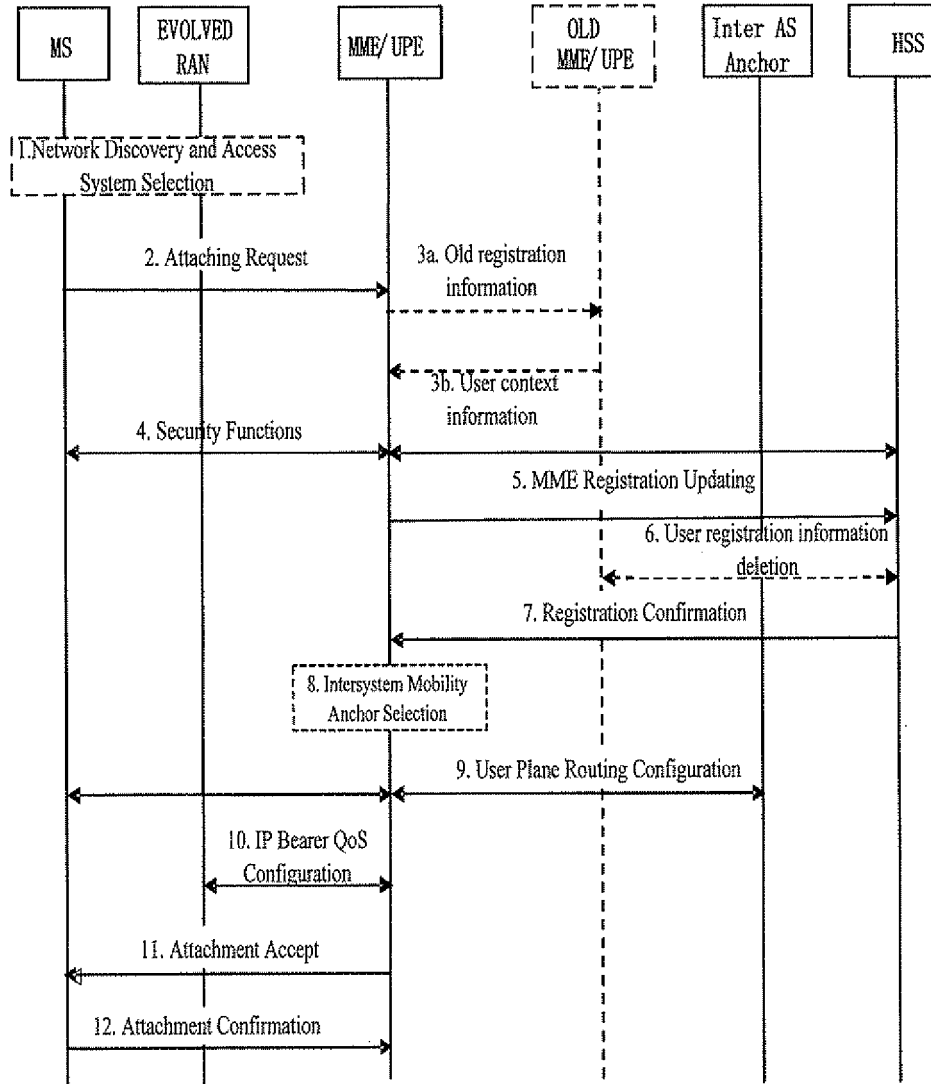 MS
EVOLVED
RAN
MME/UPE
OLD
MME/UPE
Inter AS
Anchor
HSS
1.Network Discovery and Access
System Selection
2. Attaching Request
3a. Old registration
information
3b. User context
information
4. Security Functions
5. MME Registration Updating
6. User registration information
deletion
7. Registration Confirmation
8. Intersystem Mobility
Anchor Selection
9. User Plane Routing Configuration
10. IP Bearer QoS
Configuration
11. Attachment Accept
12. Attachment Confirmation